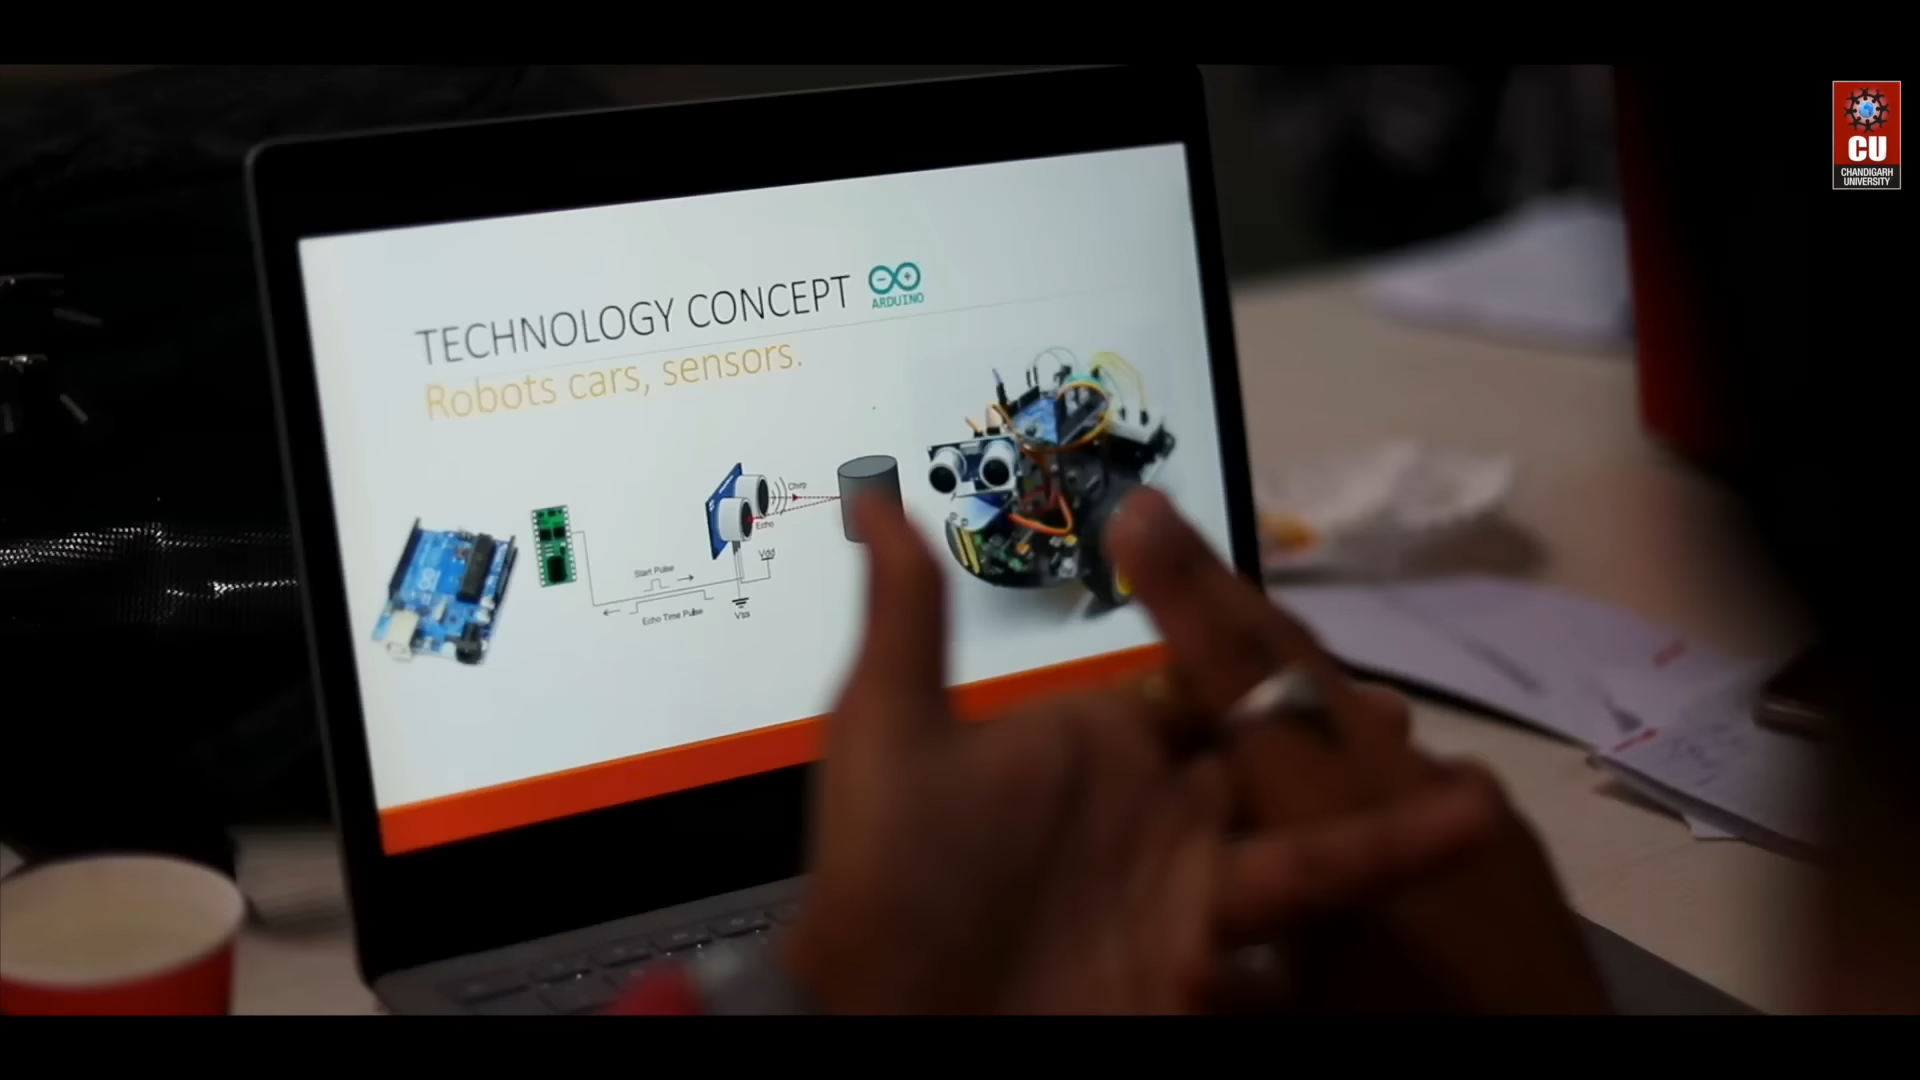 TECHNOLOGY CONCEPT
ARDUINO
Robots cars, sensors.
Chirp
Echo
Vdd
Start Pulse
Echo Time Pulse
Vss
CU
CHANDIGARH
UNIVERSITY